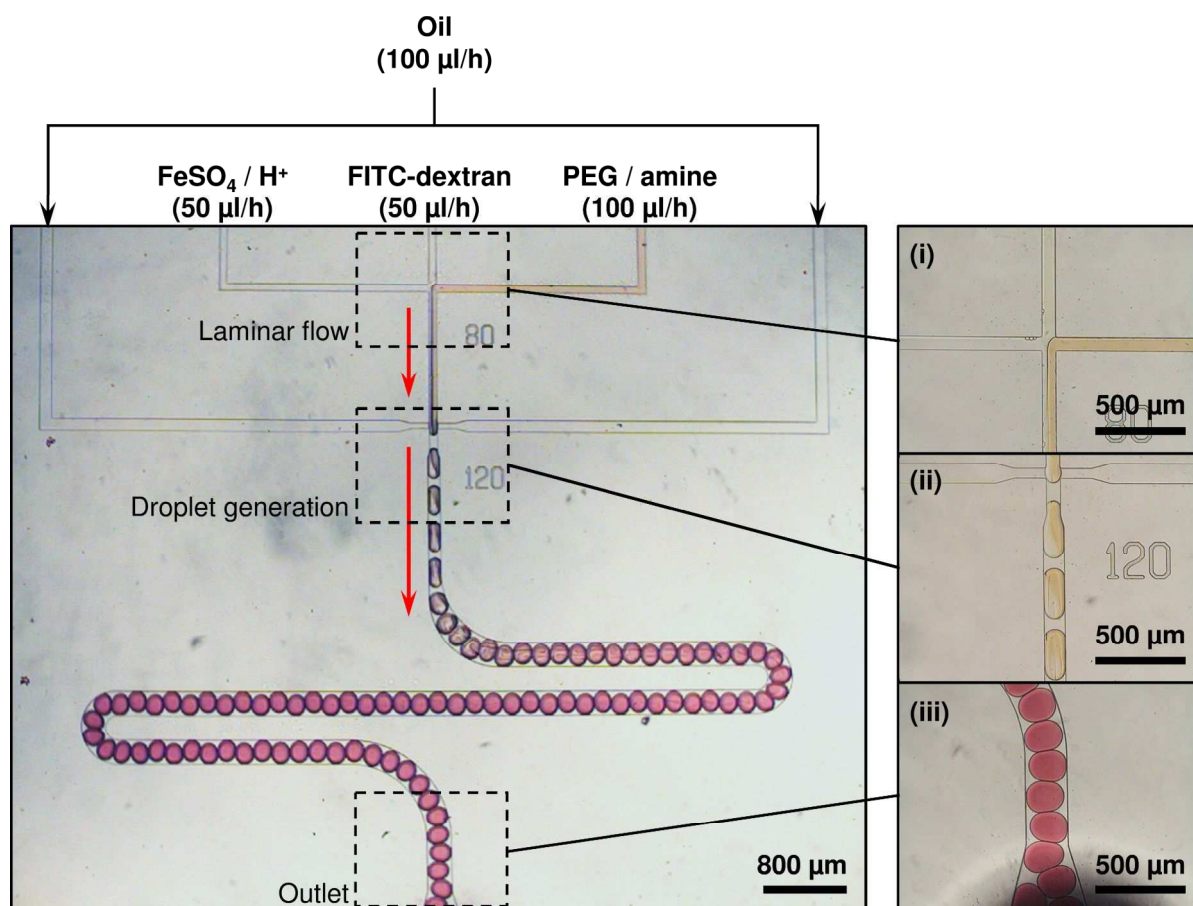 Oil
(100 µl/h)
FeSO₄ / H⁺
(50 µl/h)
FITC-dextran
(50 µl/h)
PEG / amine
(100 µl/h)
Laminar flow
80
Droplet generation
120
Outlet
800 µm
(i)
80
500 µm
(ii)
120
500 µm
(iii)
500 µm